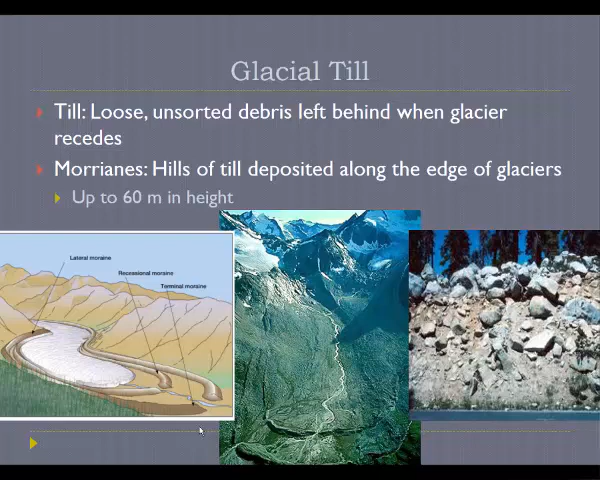 Glacial Till
Till: Loose, unsorted debris left behind when glacier
recedes
Morrianes: Hills of till deposited along the edge of glaciers
Up to 60 m in height
Lateral moraine
Recessional moraine
Terminal moraine